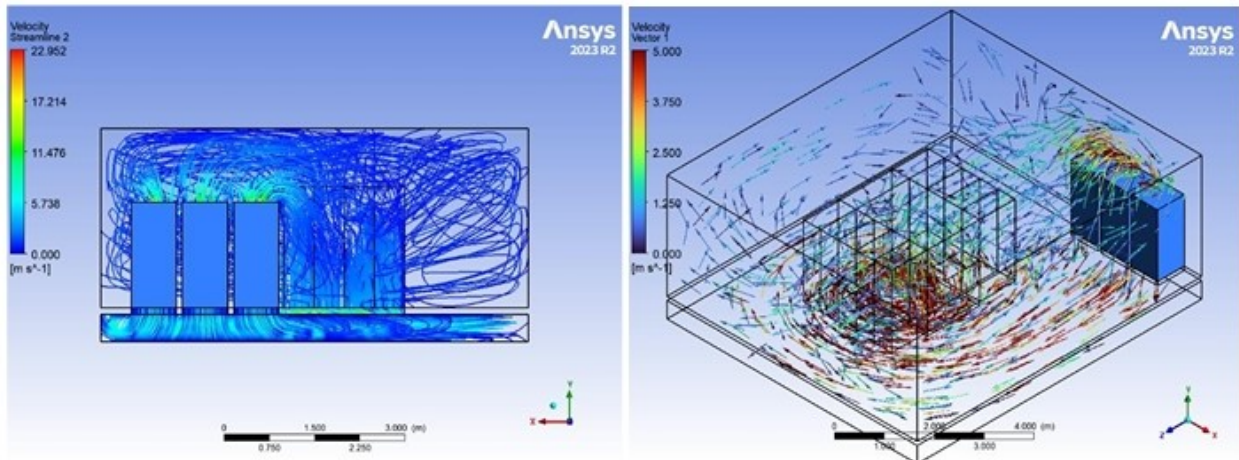 Velocity
Streamline 2
22.952
17.214
11.476
5.738
0.000
[m s^-1]
Ansys
2023 R2
Y
X
0
1.500
3.000 (m)
0.750
2.250
Velocity
Vector 1
5.000
3.750
2.500
1.250
0.000
[m s^-1]
Ansys
2023 R2
Y
Z
X
0
2.000
4.000 (m)
1.000
3.000